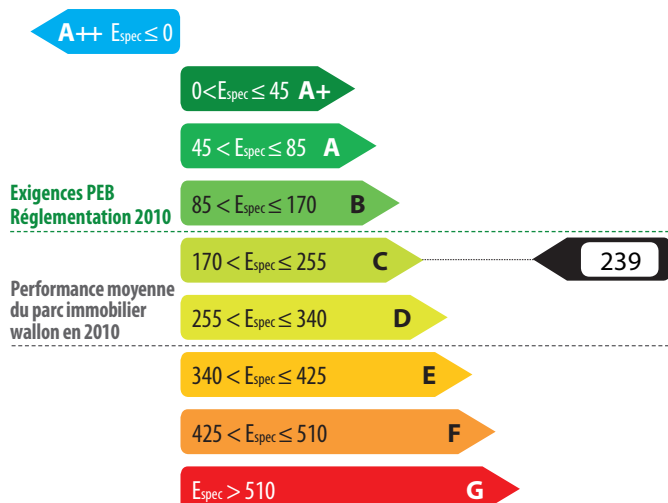 A++ Espec ≤ 0
0<Espec ≤ 45 A+
45 < Espec ≤ 85 A
Exigences PEB
Réglementation 2010
85 < Espec ≤ 170 B
170 < Espec ≤ 255 C
239
Performance moyenne
du parc immobilier
wallon en 2010
255 < Espec ≤ 340 D
340 < Espec ≤ 425 E
425 < Espec ≤ 510 F
Espec > 510 G